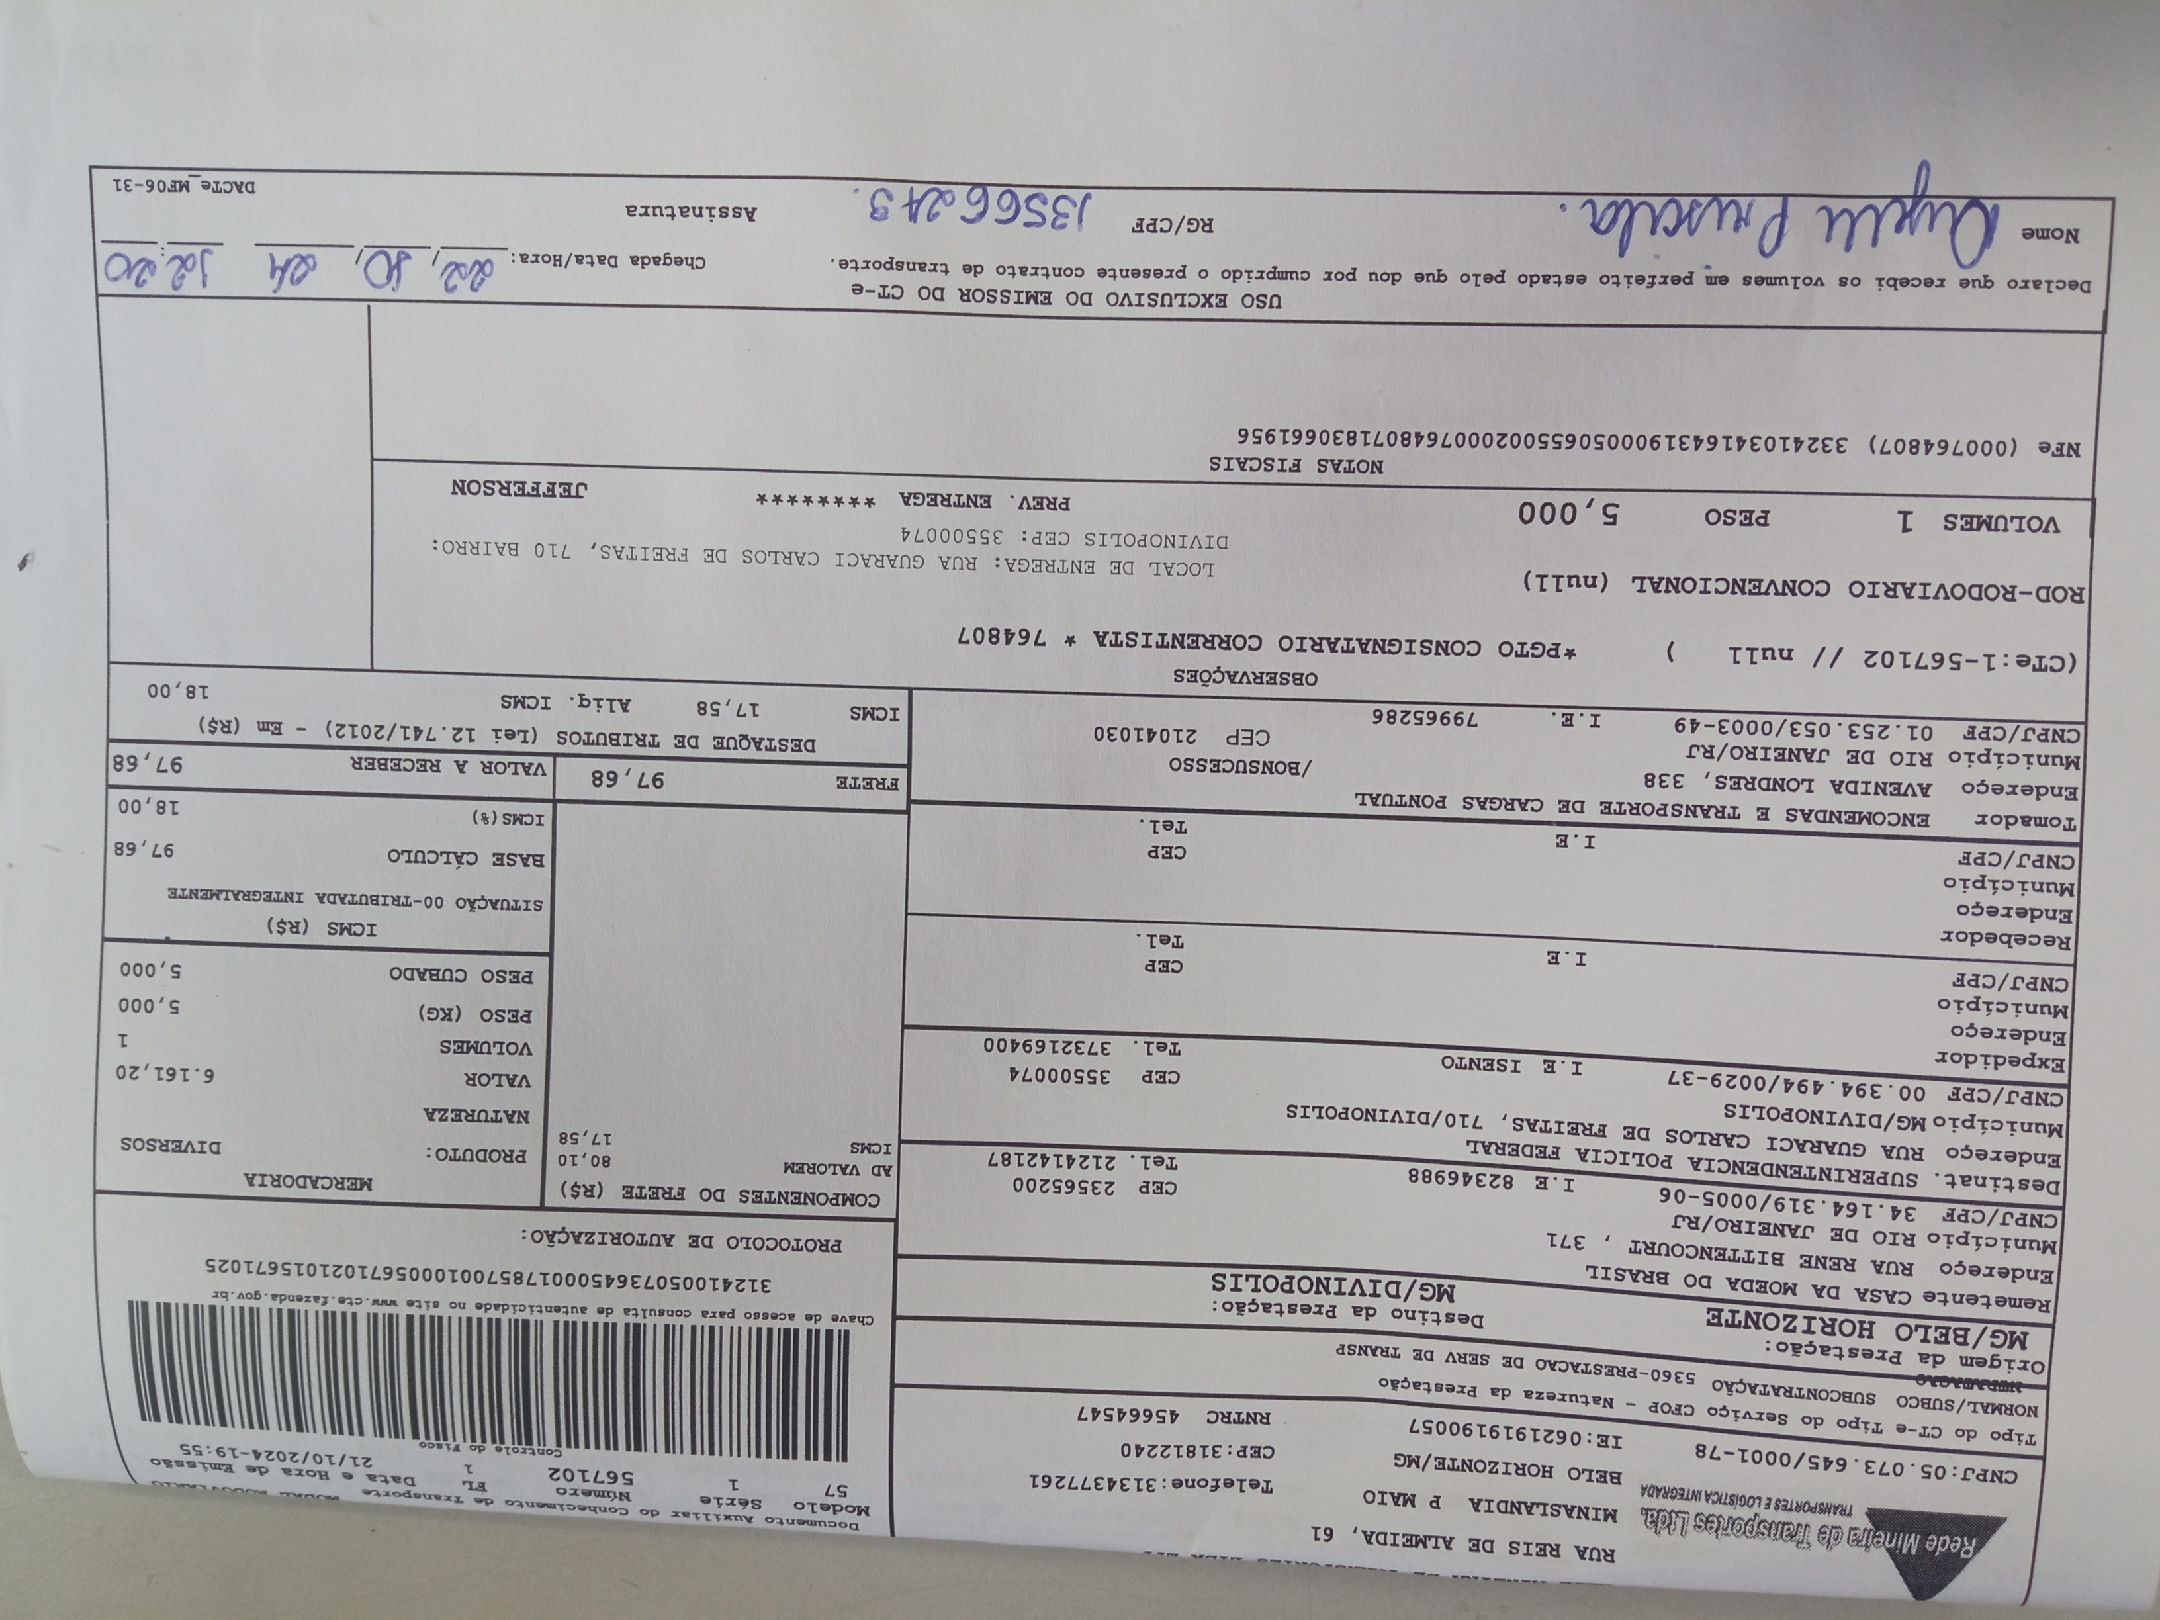 RUA REIS DE ALMEIDA, 61
Rede Mineira de Transportes Ltda.
TRANSPORTES E LOGÍSTICA INTEGRADA
MINASLANDIA P MAIO Telefone:3134377261
BELO HORIZONTE/MG CEP:31812240
CNPJ:05.073.645/0001-78 IE:0621919190057 RNTRC 45664547
Documento Auxiliar do Conhecimento de Transporte
Modelo Série Número FL Data e Hora de Emissão
57 1 567102 1 21/10/2024-19:55
Controle do Fisco
Tipo do CT-e Tipo do Serviço CFOP - Natureza da Prestação
NORMAL/SUBCO SUBCONTRATAÇÃO 5360-PRESTACAO DE SERV DE TRANSP
Origem da Prestação: Destino da Prestação:
MG/BELO HORIZONTE MG/DIVINOPOLIS
Chave de acesso para consulta de autenticidade no site www.cte.fazenda.gov.br
31241005073645000178570010005671021015671025
PROTOCOLO DE AUTORIZAÇÃO:
Remetente CASA DA MOEDA DO BRASIL
Endereço RUA RENE BITTENCOURT , 371
Município RIO DE JANEIRO/RJ CEP 23565200
CNPJ/CPF 34.164.319/0005-06 I.E 82346988 Tel. 2124142187
Destinat. SUPERINTENDENCIA POLICIA FEDERAL
Endereço RUA GUARACI CARLOS DE FREITAS, 710/DIVINOPOLIS
Município MG/DIVINOPOLIS CEP 35500074
CNPJ/CPF 00.394.494/0029-37 I.E ISENTO Tel. 3732169400
Expedidor
Endereço
Município CEP
CNPJ/CPF I.E Tel.
Recebedor
Endereço
Município CEP
CNPJ/CPF I.E Tel.
Tomador ENCOMENDAS E TRANSPORTE DE CARGAS PONTUAL
Endereço AVENIDA LONDRES, 338 /BONSUCESSO
Município RIO DE JANEIRO/RJ CEP 21041030
CNPJ/CPF 01.253.053/0003-49 I.E. 79965286
COMPONENTES DO FRETE (R$)
AD VALOREM 80,10
ICMS 17,58
MERCADORIA
PRODUTO: DIVERSOS
NATUREZA
VALOR 6.161,20
VOLUMES 1
PESO (KG) 5,000
PESO CUBADO 5,000
ICMS (R$)
SITUAÇÃO 00-TRIBUTADA INTEGRALMENTE
BASE CÁLCULO 97,68
ICMS(%) 18,00
FRETE 97,68 VALOR A RECEBER 97,68
DESTAQUE DE TRIBUTOS (Lei 12.741/2012) - Em (R$)
ICMS 17,58 Aliq. ICMS 18,00
OBSERVAÇÕES
(CTe:1-567102 // null ) *PGTO CONSIGNATARIO CORRENTISTA * 764807
ROD-RODOVIARIO CONVENCIONAL (null)
LOCAL DE ENTREGA: RUA GUARACI CARLOS DE FREITAS, 710 BAIRRO:
DIVINOPOLIS CEP: 35500074
VOLUMES 1 PESO 5,000 PREV. ENTREGA ******** JEFFERSON
NOTAS FISCAIS
NFe (000764807) 33241034164319000506550020007648071830661956
USO EXCLUSIVO DO EMISSOR DO CT-e
Declaro que recebi os volumes em perfeito estado pelo que dou por cumprido o presente contrato de transporte.
Chegada Data/Hora: 22/10/24 12:20
Nome Priscila. RG/CPF 13566243. Assinatura
DACTe_MF06-31